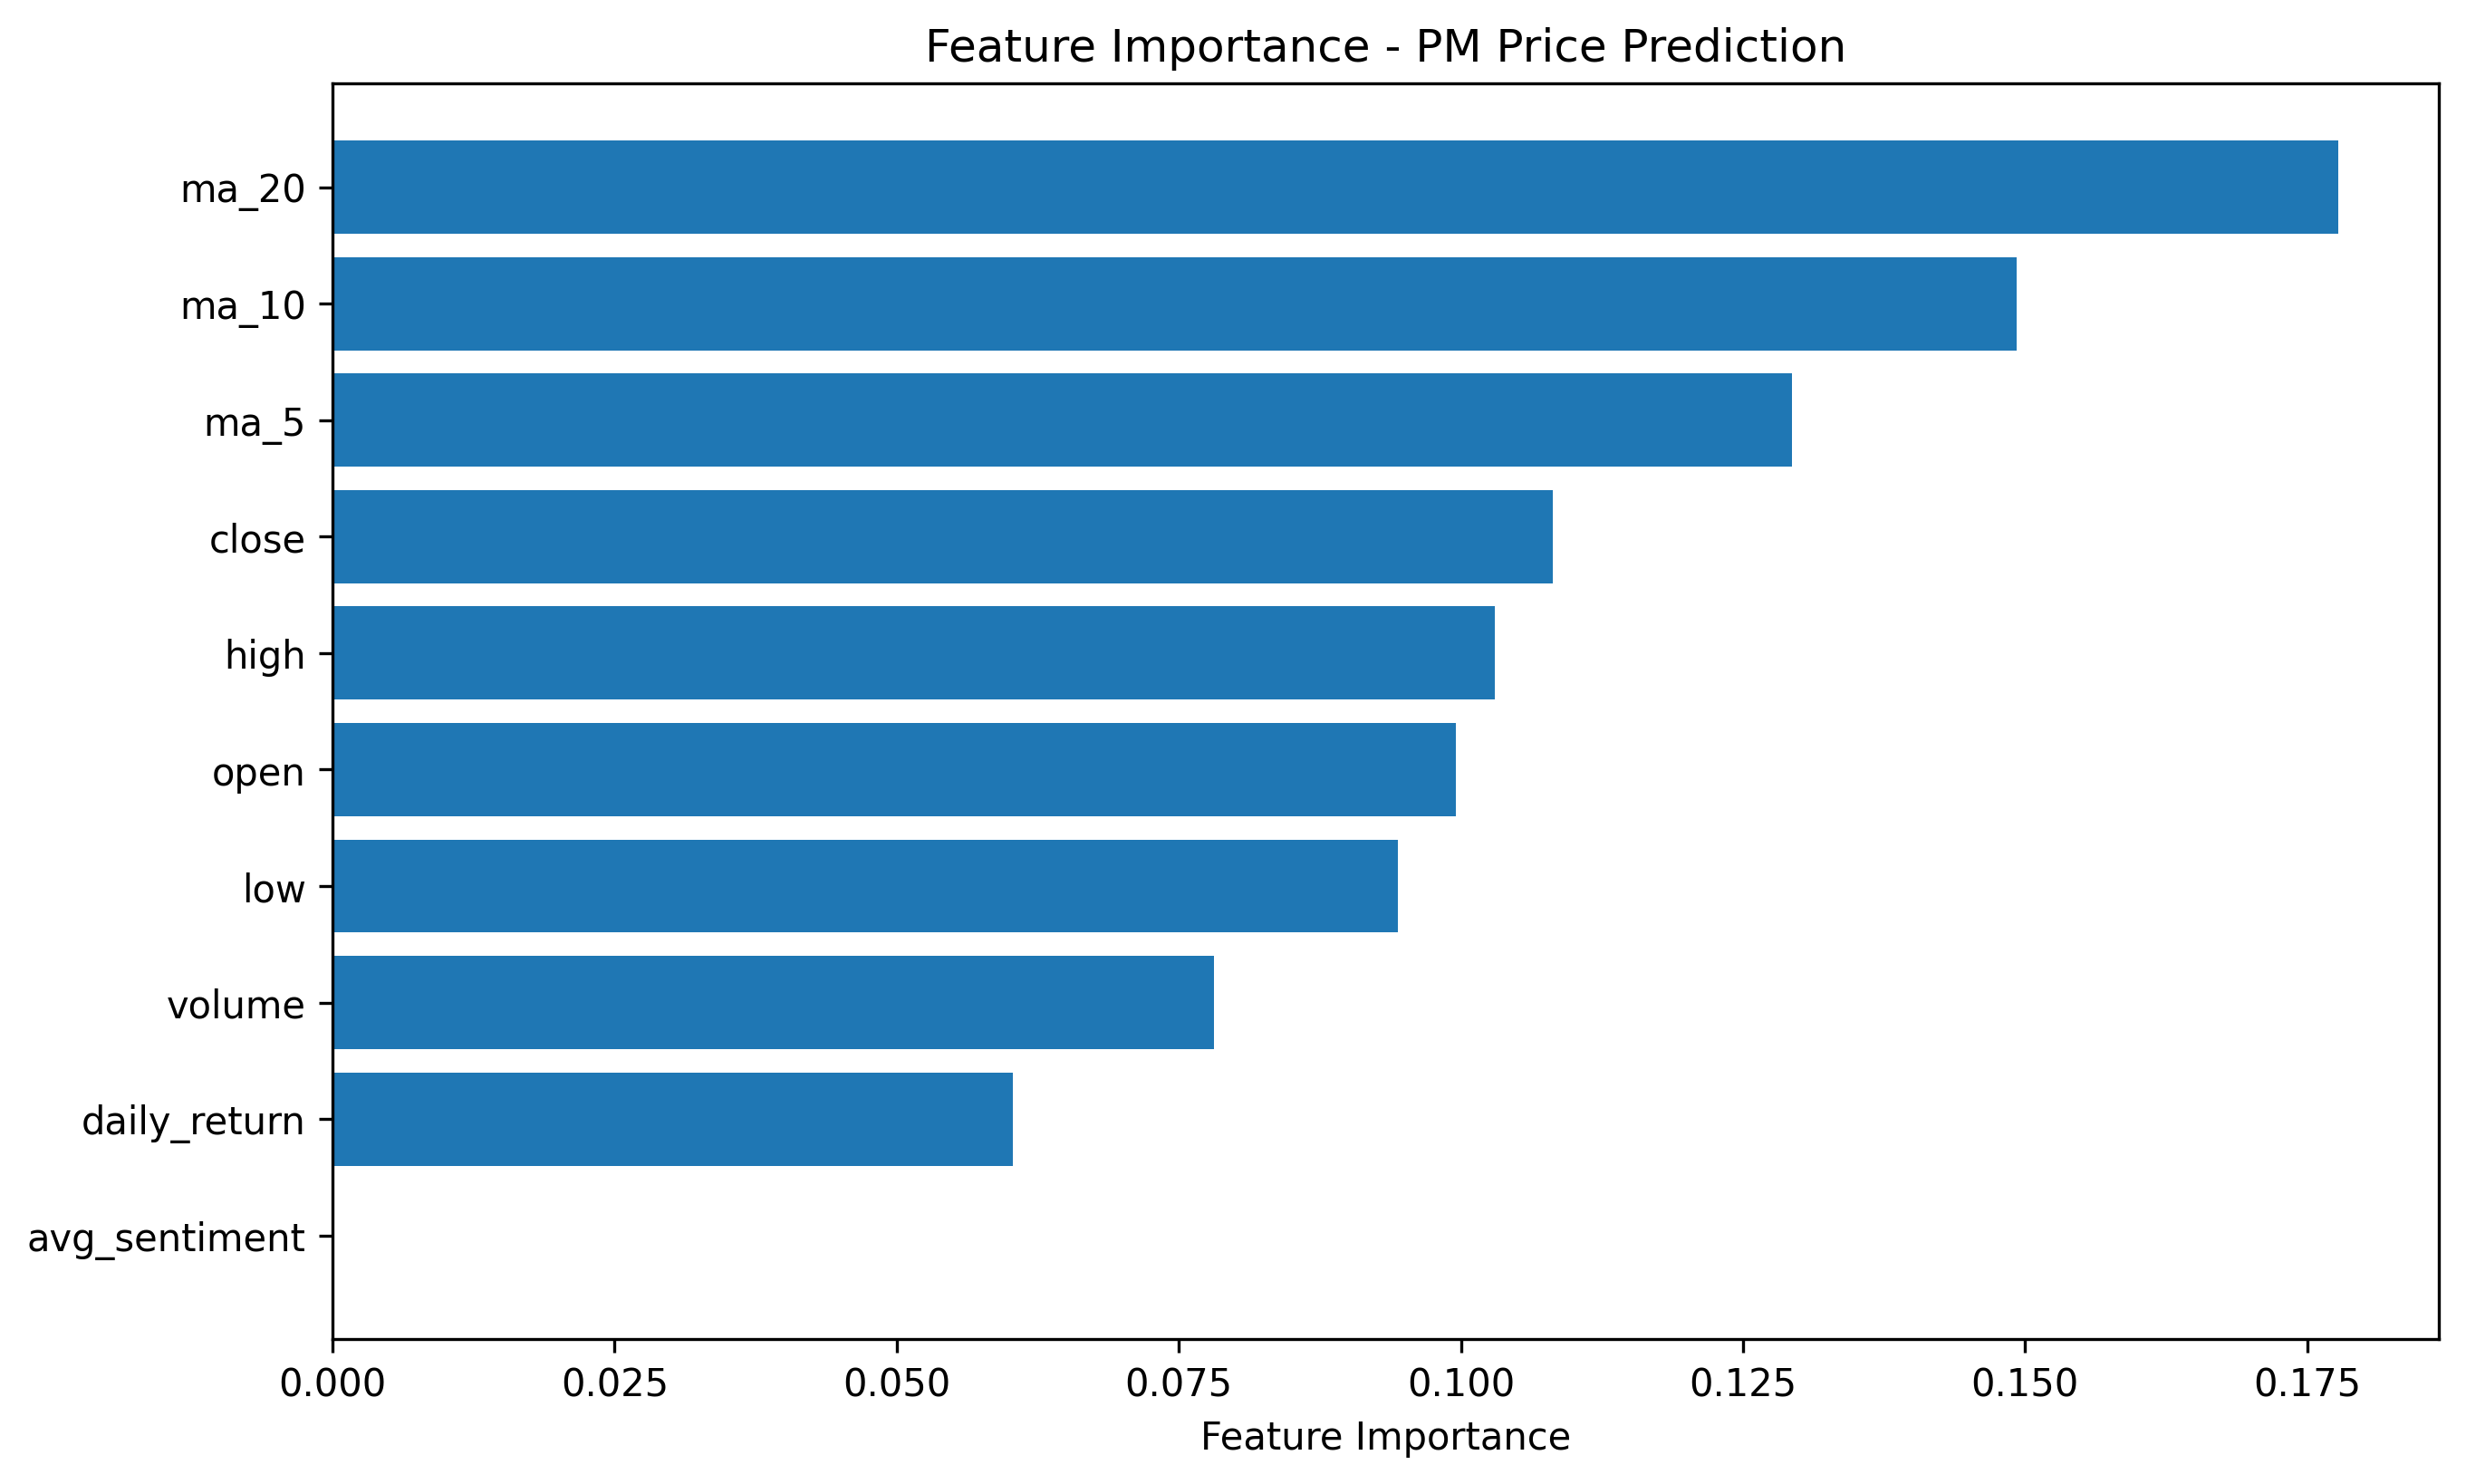 Feature Importance - PM Price Prediction
ma_20
ma_10
ma_5
close
high
open
low
volume
daily_return
avg_sentiment
0.000 0.025 0.050 0.075 0.100 0.125 0.150 0.175
Feature Importance